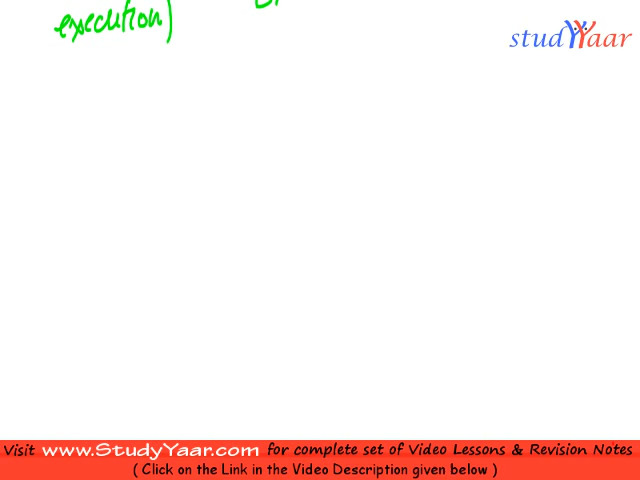 execution)
studYYaar
Visit www.StudyYaar.com for complete set of Video Lessons & Revision Notes
( Click on the Link in the Video Description given below )